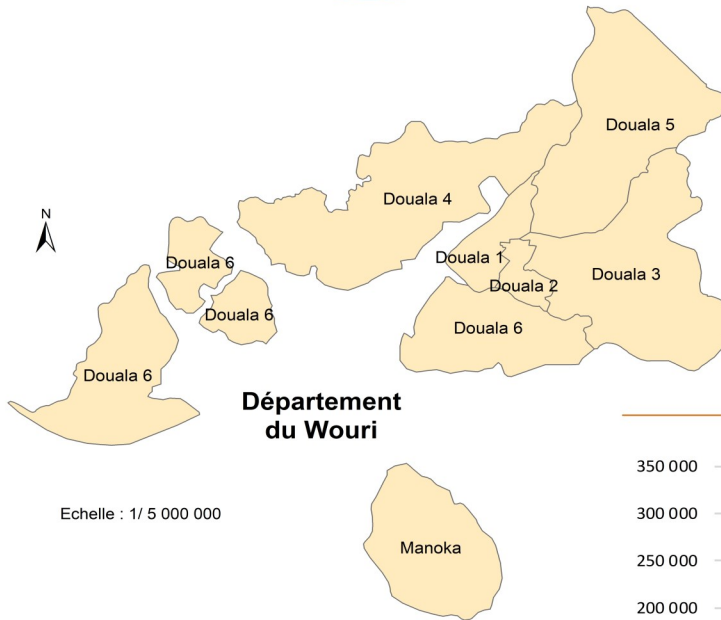 Douala 5
Douala 4
N
Douala 1
Douala 6
Douala 3
Douala 2
Douala 6
Douala 6
Douala 6
Département
du Wouri
350 000
Echelle : 1/ 5 000 000
300 000
Manoka
250 000
200 000